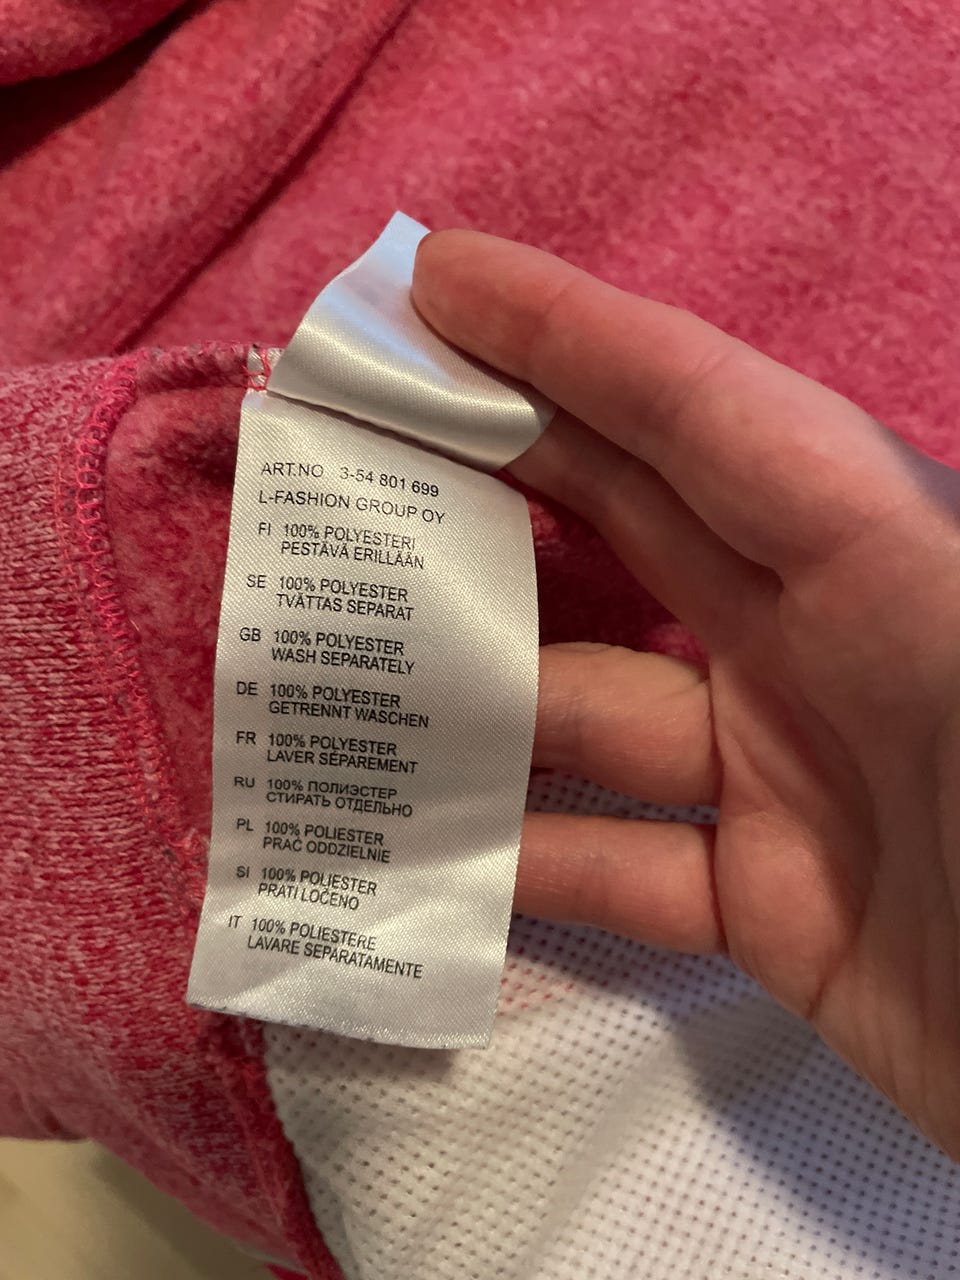 ART.NO 3-54 801 699
L-FASHION GROUP OY
FI 100% POLYESTERI
PESTÄVÄ ERILLÄÄN
SE 100% POLYESTER
TVÄTTAS SEPARAT
GB 100% POLYESTER
WASH SEPARATELY
DE 100% POLYESTER
GETRENNT WASCHEN
FR 100% POLYESTER
LAVER SÉPAREMENT
RU 100% ПОЛИЭСТЕР
СТИРАТЬ ОТДЕЛЬНО
PL 100% POLIESTER
PRAĆ ODDZIELNIE
SI 100% POLIESTER
PRATI LOČENO
IT 100% POLIESTERE
LAVARE SEPARATAMENTE